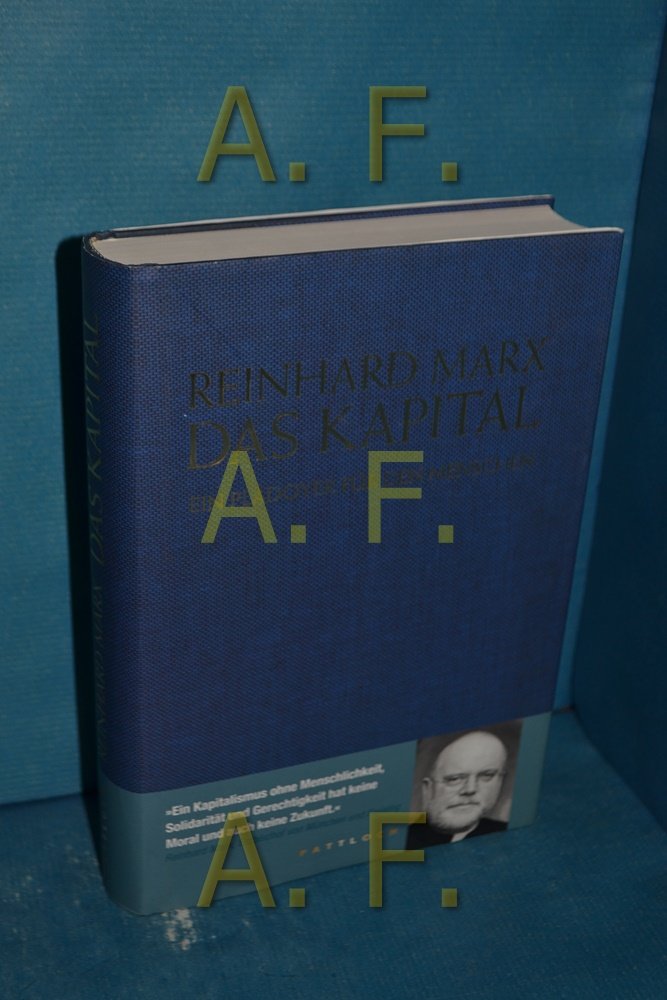 A. F.
REINHARD MARX
DAS KAPITAL
A. F.
»Ein Kapitalismus ohne Menschlichkeit,
Solidarität und Gerechtigkeit hat keine
Moral und auch keine Zukunft.«
Reinhard
PATTLOCH
A. F.
REINHARD MARX DAS KAPITAL